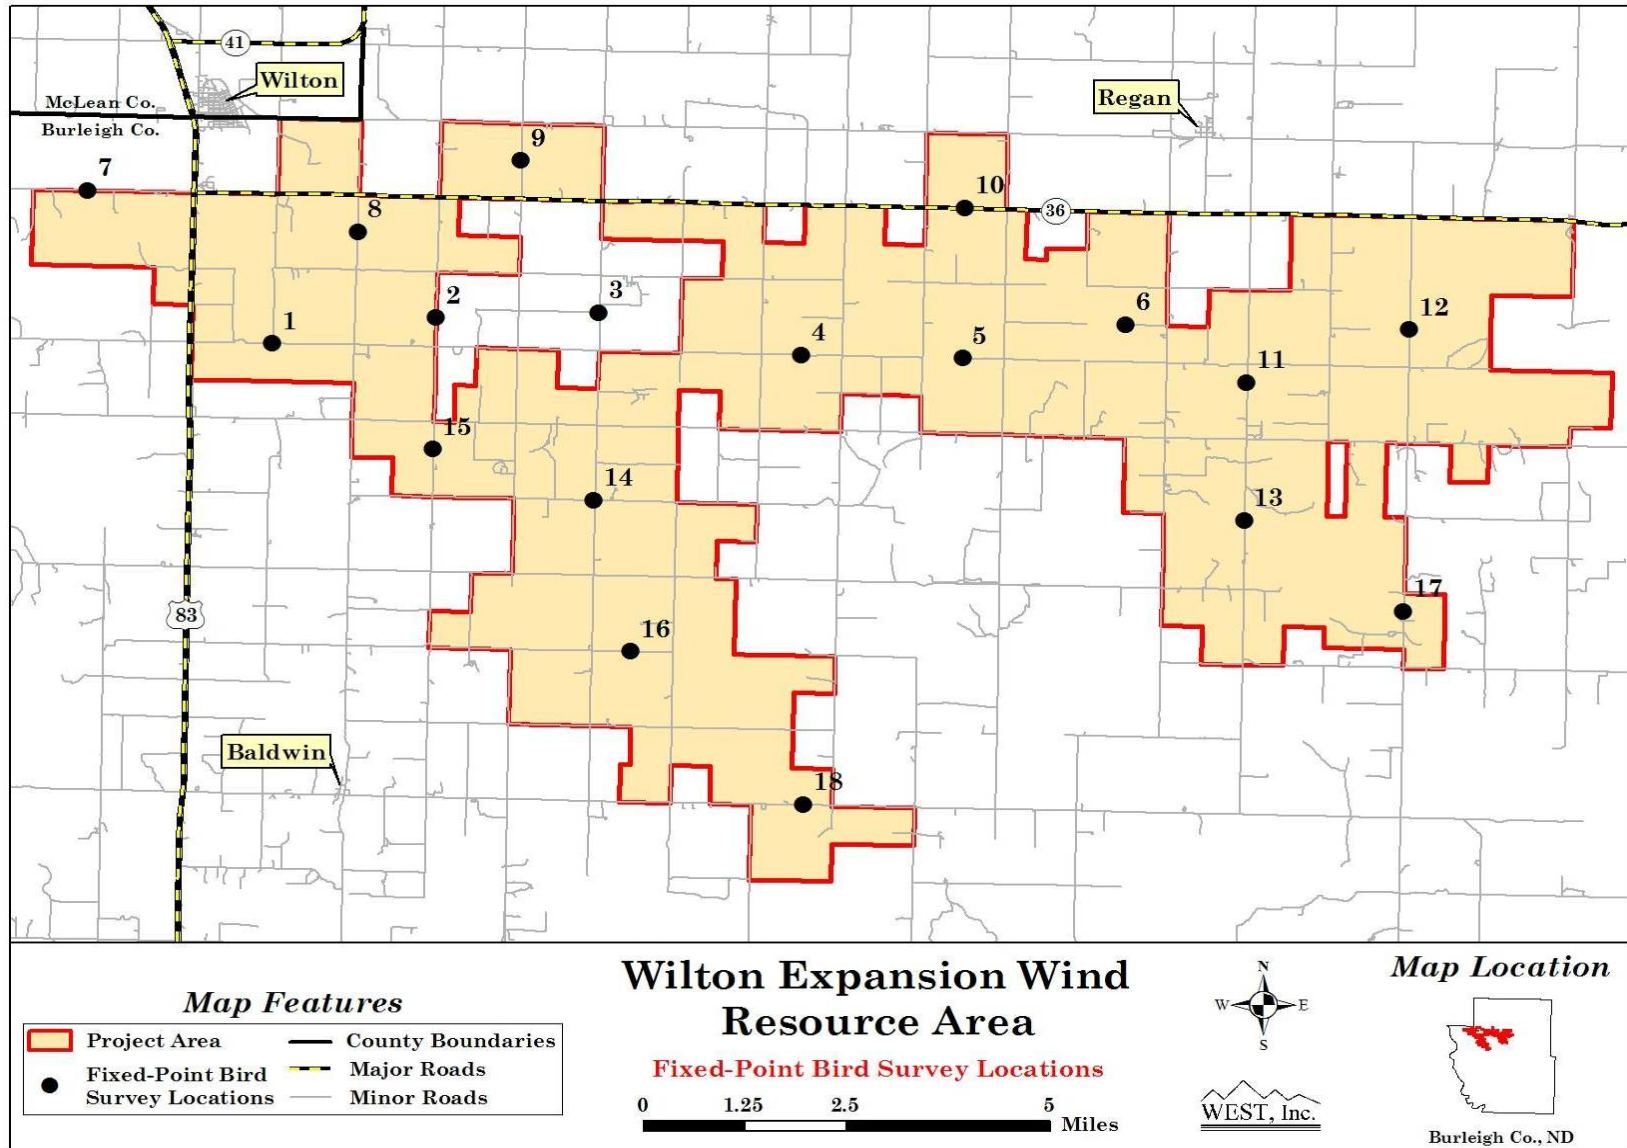 41
Wilton
Regan
McLean Co.
Burleigh Co.
7
9
8
10
36
2
3
1
4
5
6
12
11
15
14
13
83
16
17
Baldwin
18
Map Features
Project Area
County Boundaries
Fixed-Point Bird
Survey Locations
Major Roads
Minor Roads
Wilton Expansion Wind
Resource Area
Fixed-Point Bird Survey Locations
0 1.25 2.5 5
Miles
N
W E
S
WEST, Inc.
Map Location
Burleigh Co., ND